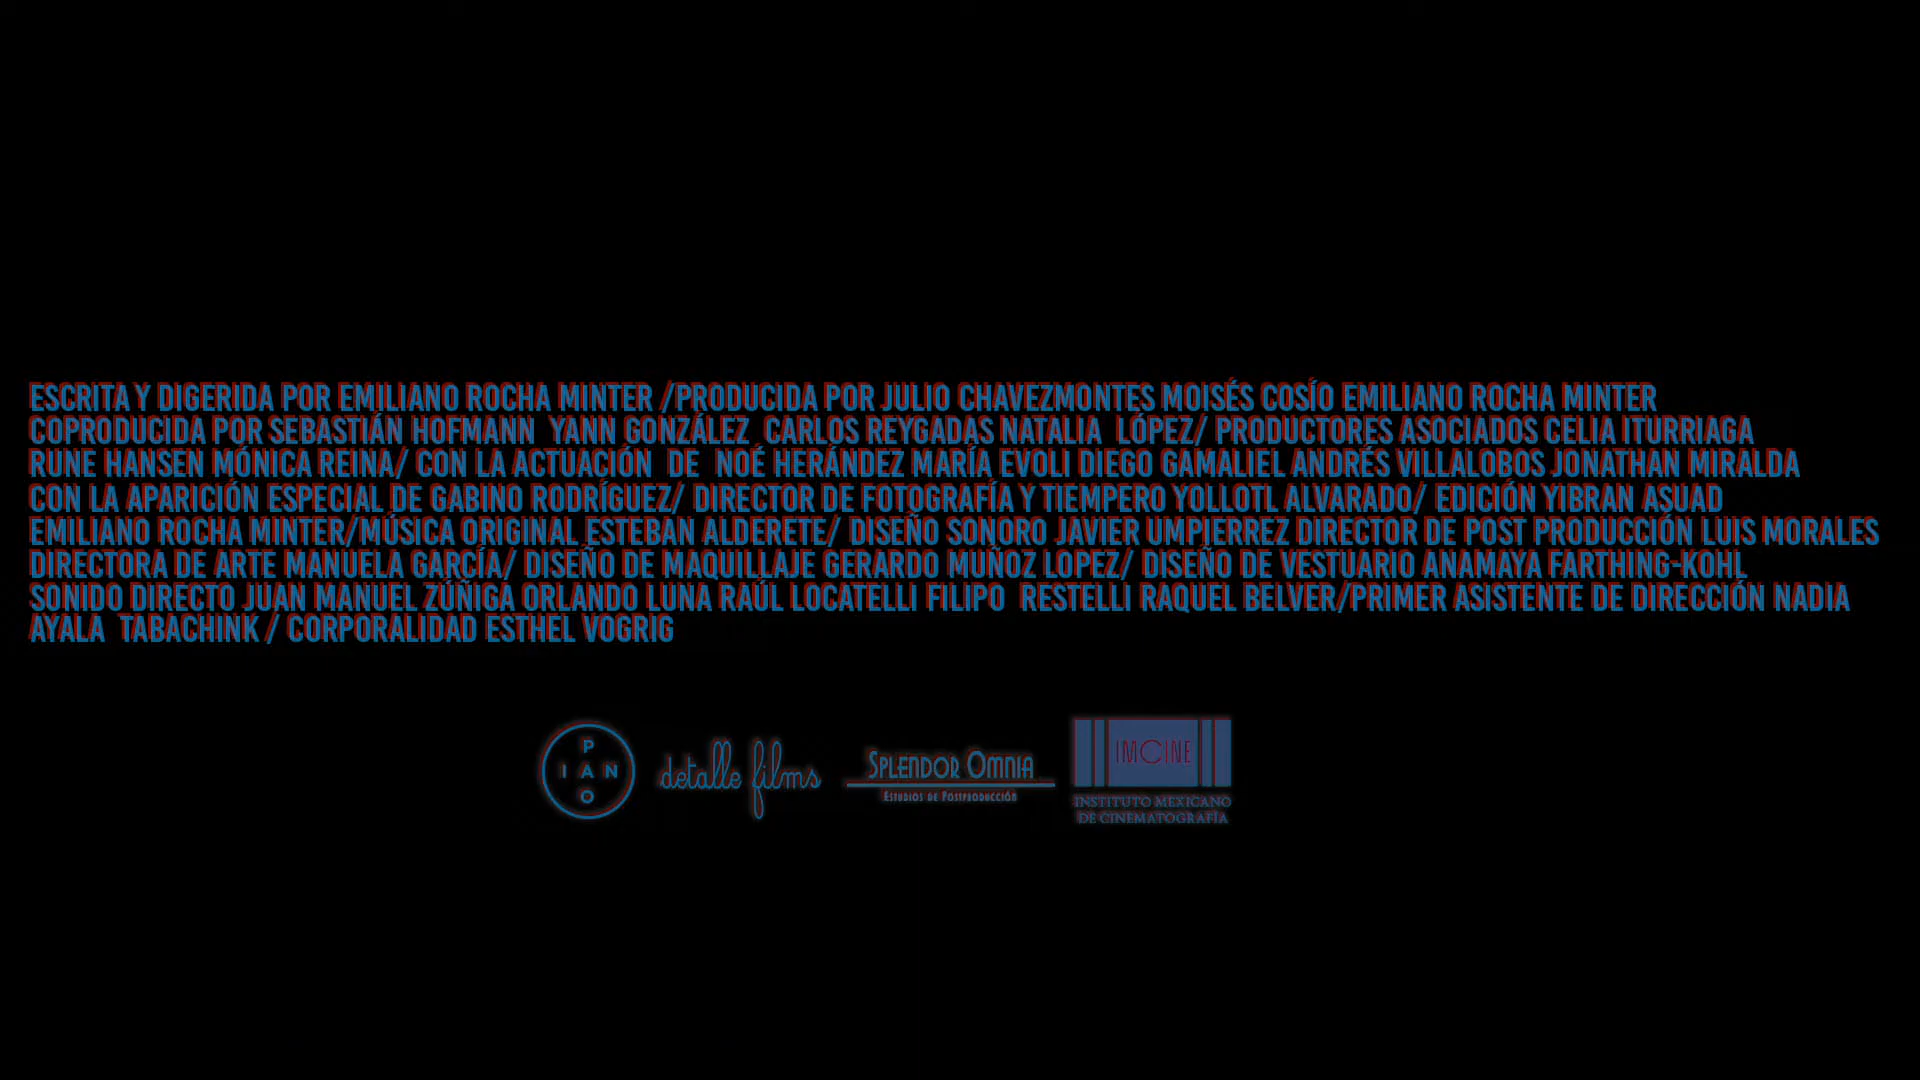 ESCRITA Y DIGERIDA POR EMILIANO ROCHA MINTER /PRODUCIDA POR JULIO CHAVEZMONTES MOISÉS COSÍO EMILIANO ROCHA MINTER
COPRODUCIDA POR SEBASTIÁN HOFMANN YANN GONZÁLEZ CARLOS REYGADAS NATALIA LÓPEZ/ PRODUCTORES ASOCIADOS CELIA ITURRIAGA
RUNE HANSEN MÓNICA REINA/ CON LA ACTUACIÓN DE NOÉ HERÁNDEZ MARÍA EVOLI DIEGO GAMALIEL ANDRÉS VILLALOBOS JONATHAN MIRALDA
CON LA APARICIÓN ESPECIAL DE GABINO RODRÍGUEZ/ DIRECTOR DE FOTOGRAFÍA Y TIEMPERO YOLLOTL ALVARADO/ EDICIÓN YIBRAN ASUAD
EMILIANO ROCHA MINTER/MÚSICA ORIGINAL ESTEBAN ALDERETE/ DISEÑO SONORO JAVIER UMPIERREZ DIRECTOR DE POST PRODUCCIÓN LUIS MORALES
DIRECTORA DE ARTE MANUELA GARCÍA/ DISEÑO DE MAQUILLAJE GERARDO MUÑOZ LOPEZ/ DISEÑO DE VESTUARIO ANAMAYA FARTHING-KOHL
SONIDO DIRECTO JUAN MANUEL ZÚÑIGA ORLANDO LUNA RAÚL LOCATELLI FILIPO RESTELLI RAQUEL BELVER/PRIMER ASISTENTE DE DIRECCIÓN NADIA
AYALA TABACHINK / CORPORALIDAD ESTHEL VOGRIG
PIANO
detalle films
SPLENDOR OMNIA
ESTUDIOS DE POSTPRODUCCIÓN
IMCINE
INSTITUTO MEXICANO
DE CINEMATOGRAFÍA